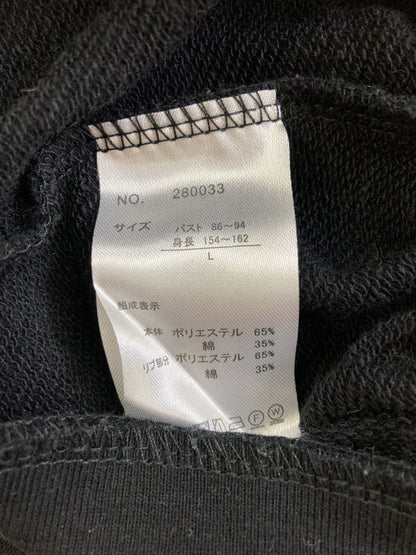 NO. 280033
サイズ バスト 86～94
身長 154～162
L
組成表示
本体 ポリエステル 65%
綿 35%
リブ部分 ポリエステル 65%
綿 35%
F W